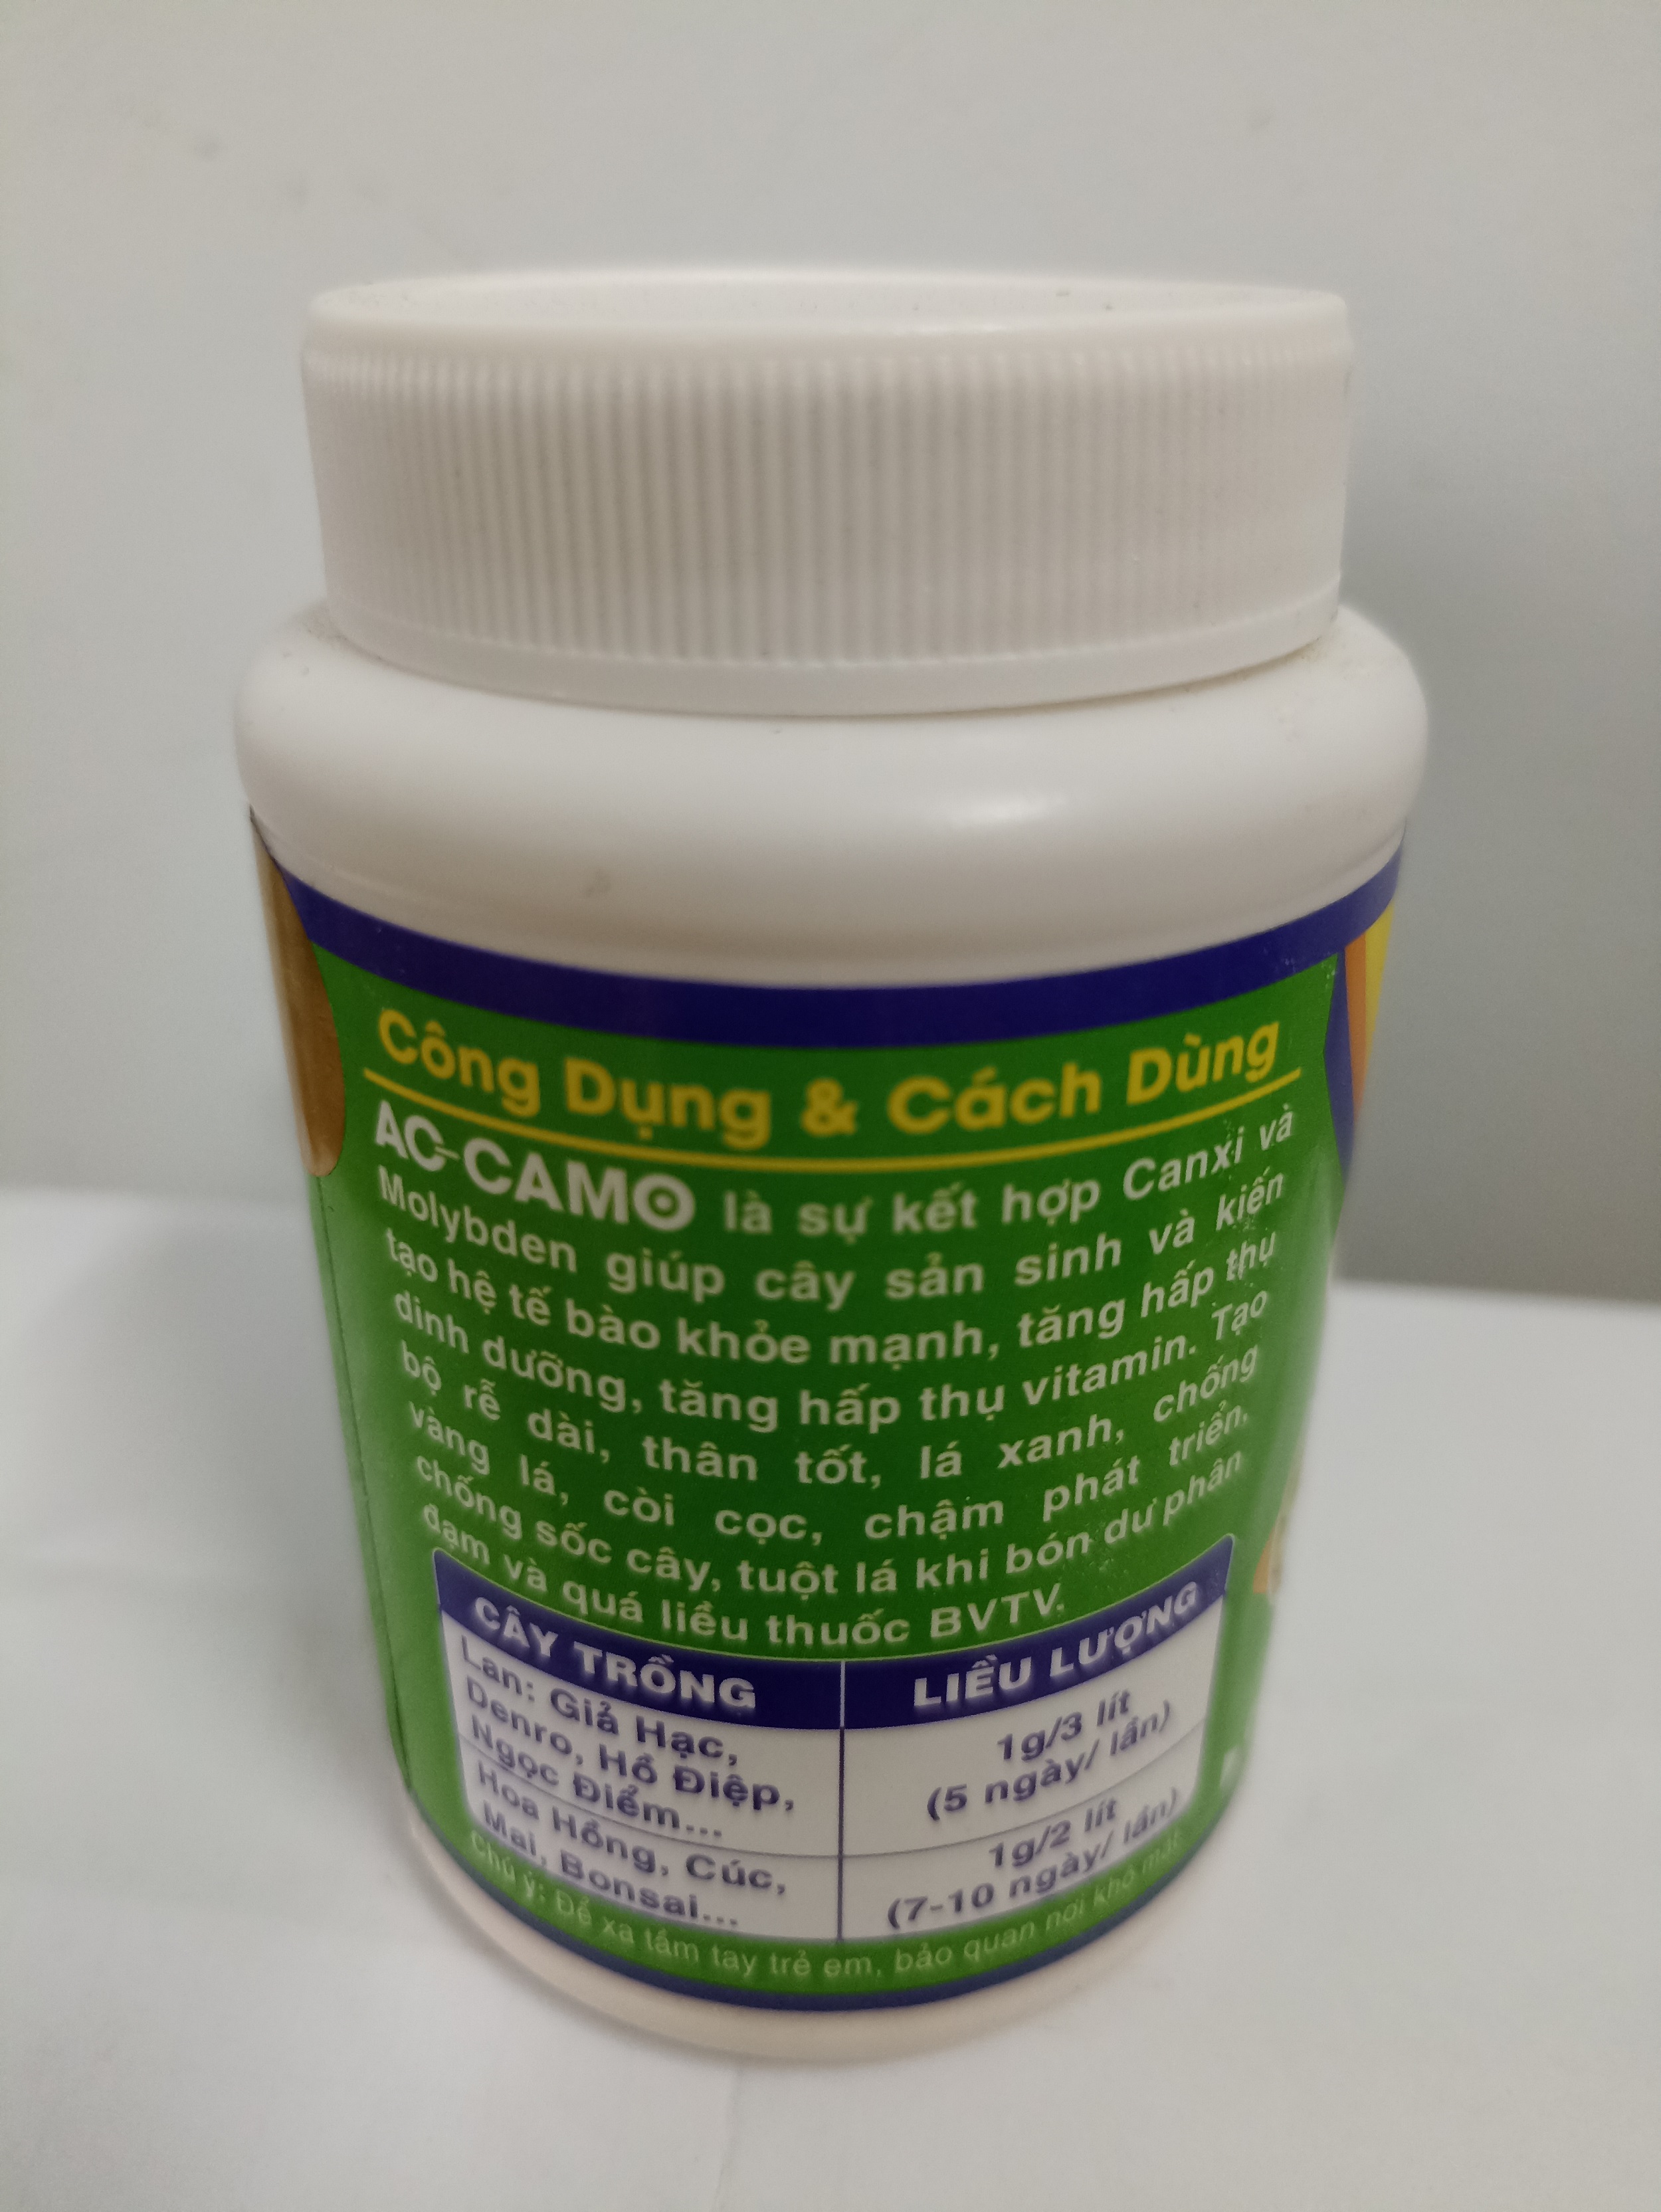 Công Dụng & Cách Dùng
AC-CAMO là sự kết hợp Canxi và
Molybden giúp cây sản sinh và kiến
tạo hệ tế bào khỏe mạnh, tăng hấp thụ
dinh dưỡng, tăng hấp thụ vitamin. Tạo
bộ rễ dài, thân tốt, lá xanh, chống
vàng lá, còi cọc, chậm phát triển,
chống sốc cây, tuột lá khi bón dư phân
đạm và quá liều thuốc BVTV.
CÂY TRỒNG
LIỀU LƯỢNG
Lan: Giả Hạc,
Denro, Hồ Điệp,
Ngọc Điểm...
1g/3 lít
(5 ngày/ lần)
Hoa Hồng, Cúc,
Mai, Bonsai...
1g/2 lít
(7-10 ngày/ lần)
Chú ý: Để xa tầm tay trẻ em, bảo quan nơi khô mát